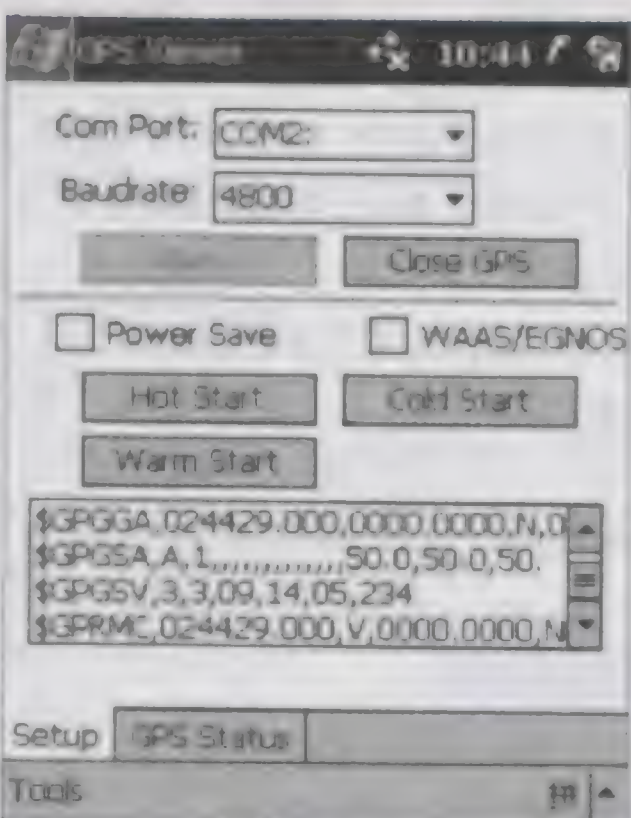 GPS Viewer 10:44
Com Port: COM2:
Baudrate: 4800
Close GPS
Power Save WAAS/EGNOS
Hot Start Cold Start
Warm Start
$GPGGA,024429.000,0000.0000,N,0
$GPGSA,A,1,,,,,,,,,,,,,50.0,50.0,50.
$GPGSV,3,3,09,14,05,234
$GPRMC,024429.000,V,0000.0000,N
Setup GPS Status
Tools